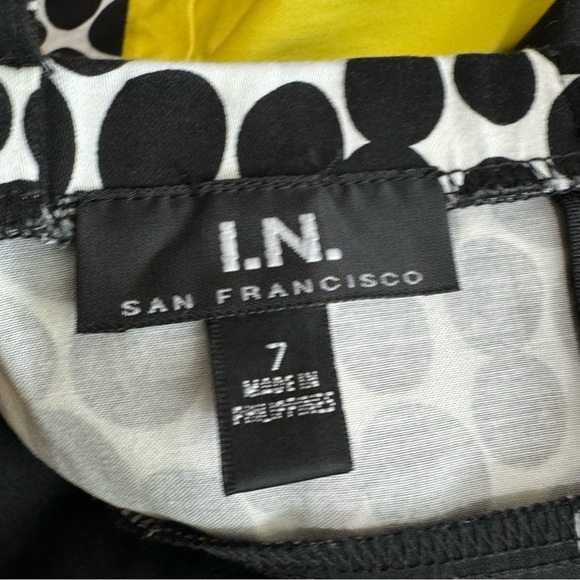 I.N.
SAN FRANCISCO
7
MADE IN
PHILIPPINES